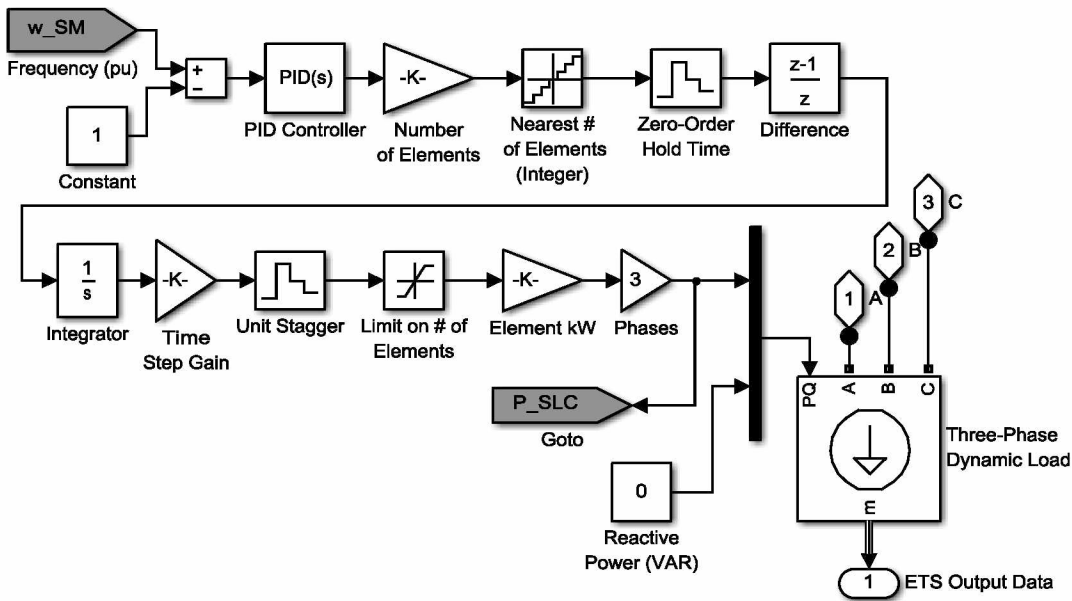 w_SM
Frequency (pu)
+
−
1
Constant
PID(s)
PID Controller
-K-
Number
of Elements
Nearest #
of Elements
(Integer)
Zero-Order
Hold Time
z-1
z
Difference
1
s
Integrator
-K-
Time
Step Gain
Unit Stagger
Limit on # of
Elements
-K-
Element kW
3
Phases
P_SLC
Goto
0
Reactive
Power (VAR)
1
A
2
B
3
C
PQ
A
B
C
m
Three-Phase
Dynamic Load
1
ETS Output Data